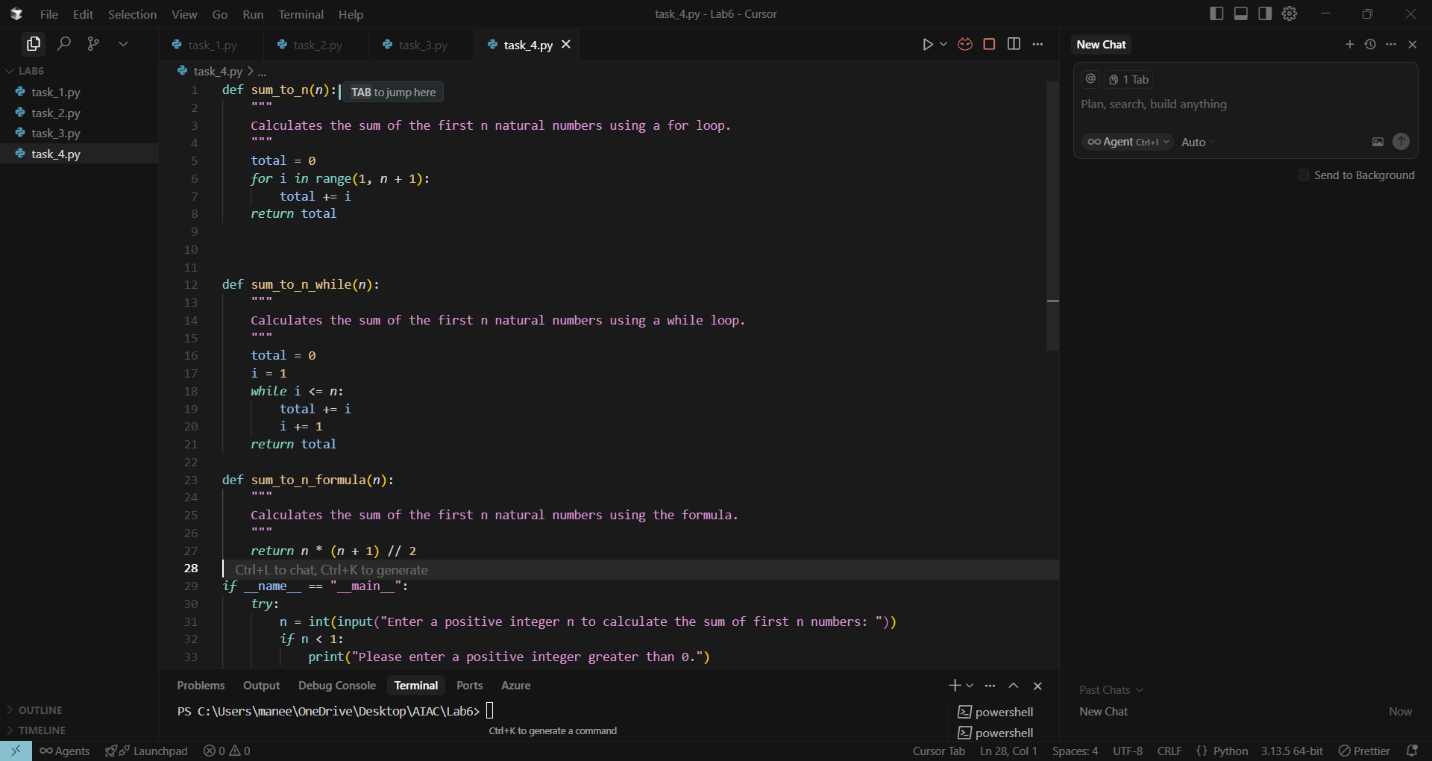 File Edit Selection View Go Run Terminal Help
task_4.py - Lab6 - Cursor
task_1.py task_2.py task_3.py task_4.py
LAB6
task_1.py
task_2.py
task_3.py
task_4.py
OUTLINE
TIMELINE
task_4.py > ...
1 def sum_to_n(n): TAB to jump here
2 """
3 Calculates the sum of the first n natural numbers using a for loop.
4 """
5 total = 0
6 for i in range(1, n + 1):
7 total += i
8 return total
9
10
11
12 def sum_to_n_while(n):
13 """
14 Calculates the sum of the first n natural numbers using a while loop.
15 """
16 total = 0
17 i = 1
18 while i <= n:
19 total += i
20 i += 1
21 return total
22
23 def sum_to_n_formula(n):
24 """
25 Calculates the sum of the first n natural numbers using the formula.
26 """
27 return n * (n + 1) // 2
28 Ctrl+L to chat, Ctrl+K to generate
29 if __name__ == "__main__":
30 try:
31 n = int(input("Enter a positive integer n to calculate the sum of first n numbers: "))
32 if n < 1:
33 print("Please enter a positive integer greater than 0.")
Problems Output Debug Console Terminal Ports Azure
PS C:\Users\manee\OneDrive\Desktop\AIAC\Lab6>
Ctrl+K to generate a command
powershell
powershell
New Chat
@ 1 Tab
Plan, search, build anything
Agent Ctrl+I Auto
Send to Background
Past Chats
New Chat Now
Agents Launchpad 0 0
Cursor Tab Ln 28, Col 1 Spaces: 4 UTF-8 CRLF {} Python 3.13.5 64-bit Prettier